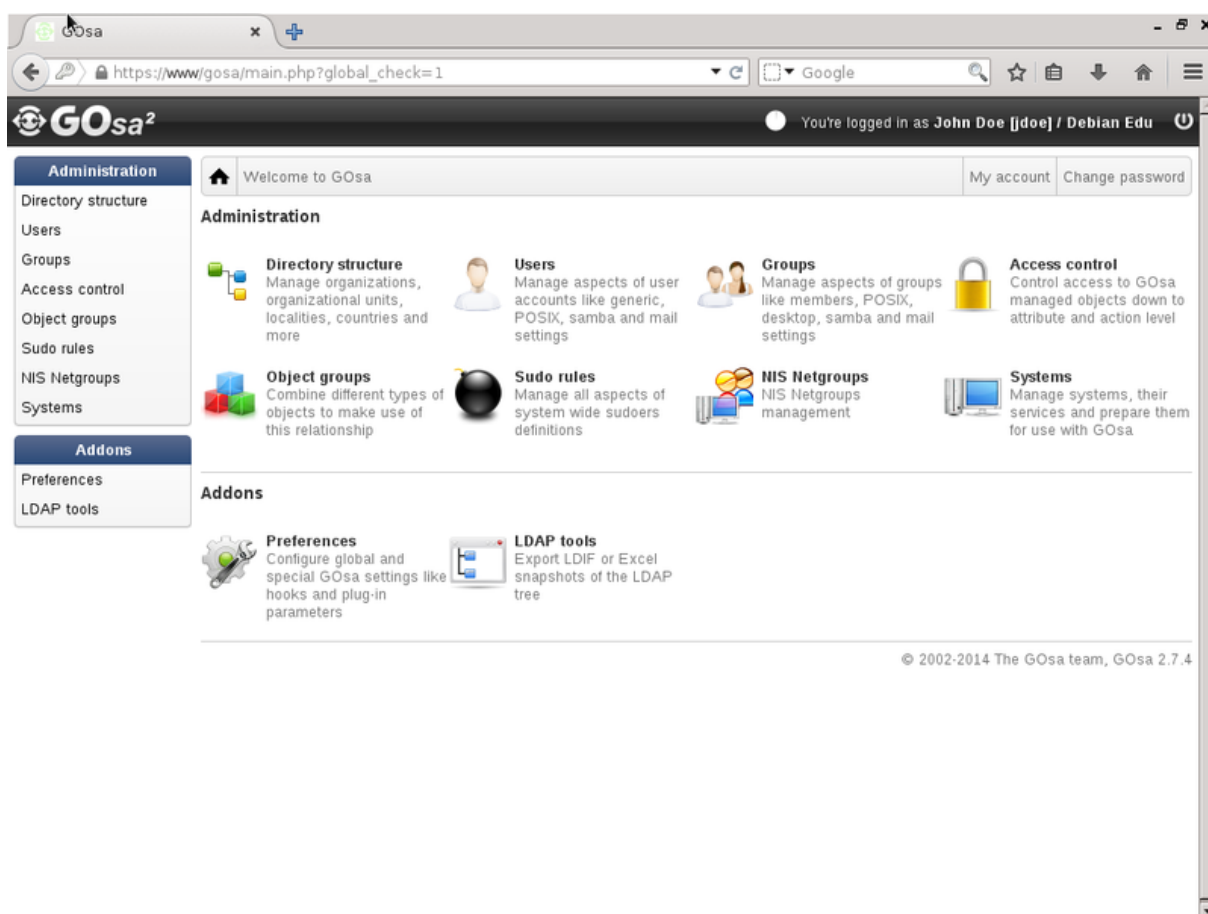 GOsa
https://www/gosa/main.php?global_check=1
Google
GOsa²
You're logged in as John Doe [jdoe] / Debian Edu
Administration
Directory structure
Users
Groups
Access control
Object groups
Sudo rules
NIS Netgroups
Systems
Addons
Preferences
LDAP tools
Welcome to GOsa
My account
Change password
Administration
Directory structure
Manage organizations,
organizational units,
localities, countries and
more
Users
Manage aspects of user
accounts like generic,
POSIX, samba and mail
settings
Groups
Manage aspects of groups
like members, POSIX,
desktop, samba and mail
settings
Access control
Control access to GOsa
managed objects down to
attribute and action level
Object groups
Combine different types of
objects to make use of
this relationship
Sudo rules
Manage all aspects of
system wide sudoers
definitions
NIS Netgroups
NIS Netgroups
management
Systems
Manage systems, their
services and prepare them
for use with GOsa
Addons
Preferences
Configure global and
special GOsa settings like
hooks and plug-in
parameters
LDAP tools
Export LDIF or Excel
snapshots of the LDAP
tree
© 2002-2014 The GOsa team, GOsa 2.7.4